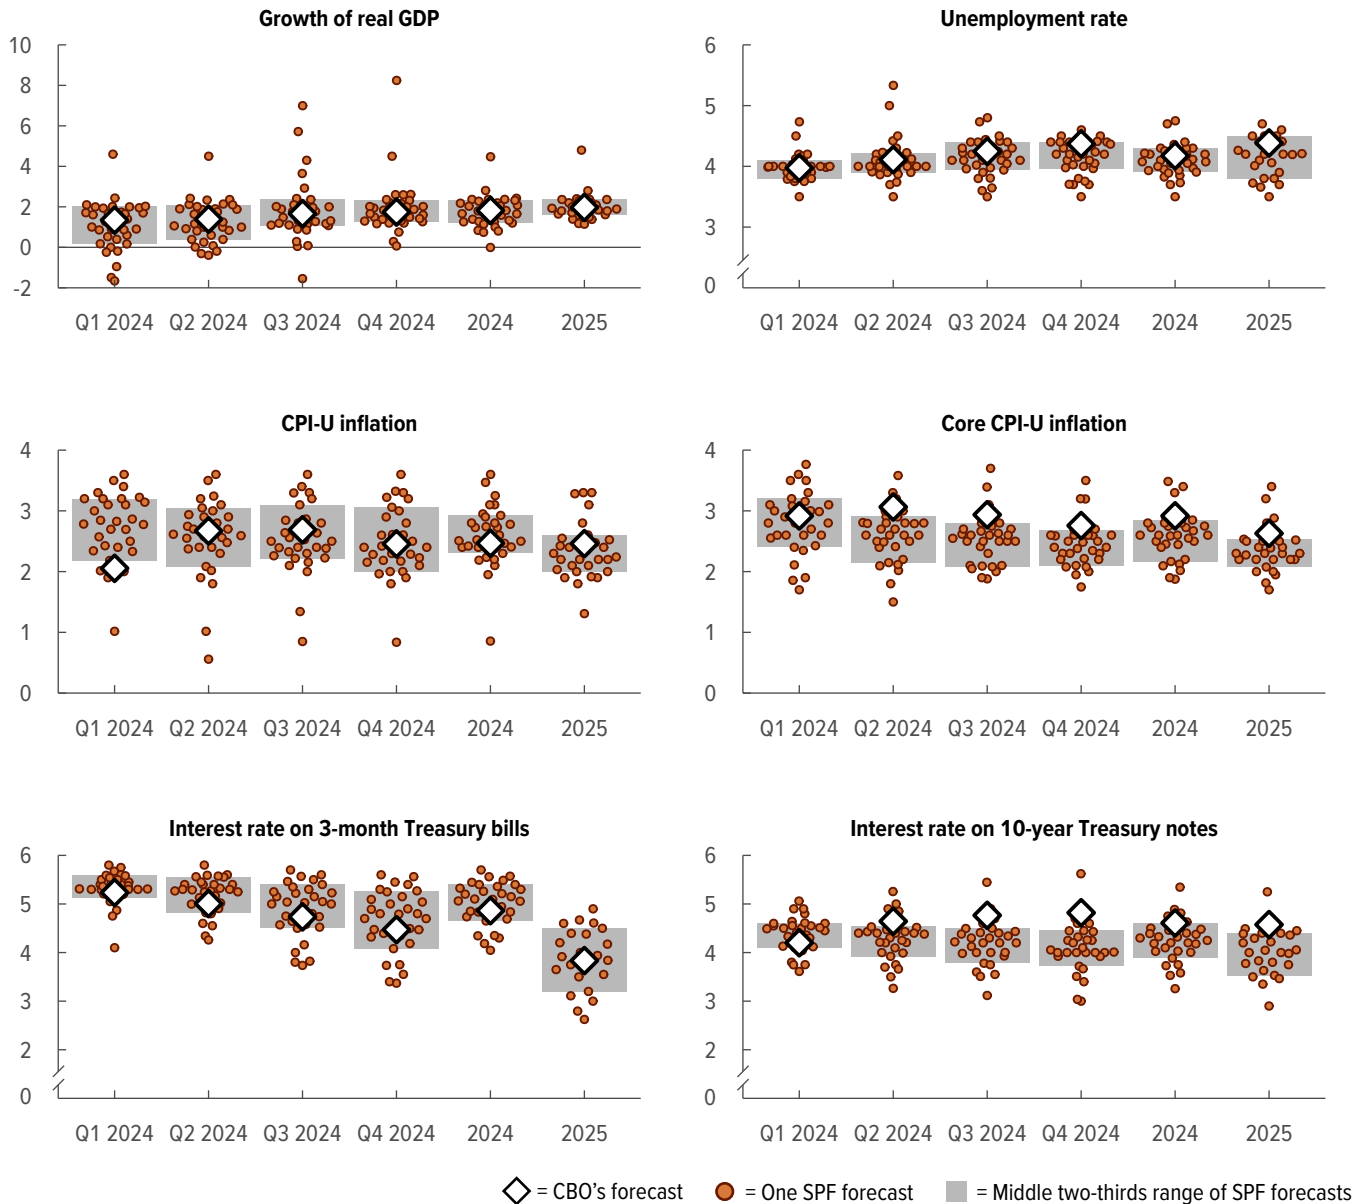 Growth of real GDP
10
8
6
4
2
0
-2
Q1 2024 Q2 2024 Q3 2024 Q4 2024 2024 2025
Unemployment rate
6
5
4
3
0
Q1 2024 Q2 2024 Q3 2024 Q4 2024 2024 2025
CPI-U inflation
4
3
2
1
0
Q1 2024 Q2 2024 Q3 2024 Q4 2024 2024 2025
Core CPI-U inflation
4
3
2
1
0
Q1 2024 Q2 2024 Q3 2024 Q4 2024 2024 2025
Interest rate on 3-month Treasury bills
6
5
4
3
2
0
Q1 2024 Q2 2024 Q3 2024 Q4 2024 2024 2025
Interest rate on 10-year Treasury notes
6
5
4
3
2
0
Q1 2024 Q2 2024 Q3 2024 Q4 2024 2024 2025
= CBO’s forecast = One SPF forecast = Middle two-thirds range of SPF forecasts